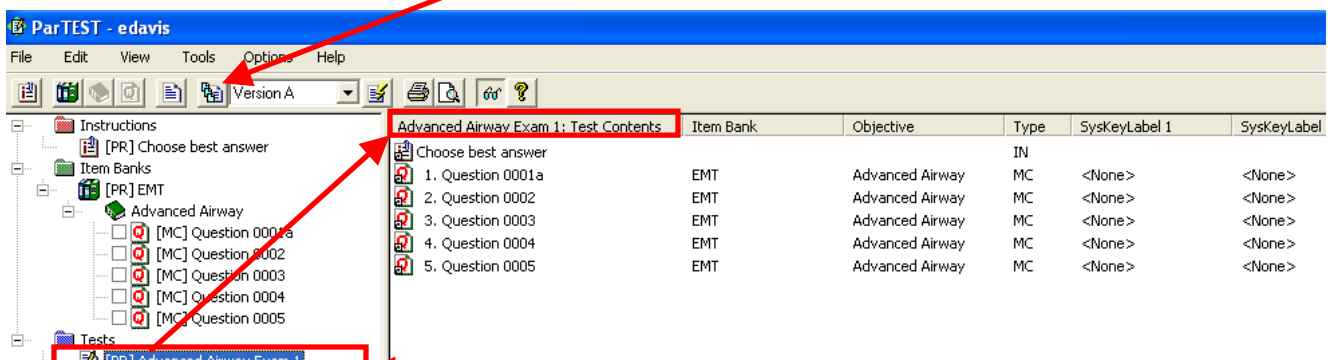 ParTEST - edavis
File Edit View Tools Options Help
Version A
Instructions
[PR] Choose best answer
Item Banks
[PR] EMT
Advanced Airway
[MC] Question 0001a
[MC] Question 0002
[MC] Question 0003
[MC] Question 0004
[MC] Question 0005
Tests
[PR] Advanced Airway Exam 1
Advanced Airway Exam 1: Test Contents Item Bank Objective Type SysKeyLabel 1 SysKeyLabel
Choose best answer IN
1. Question 0001a EMT Advanced Airway MC <None> <None>
2. Question 0002 EMT Advanced Airway MC <None> <None>
3. Question 0003 EMT Advanced Airway MC <None> <None>
4. Question 0004 EMT Advanced Airway MC <None> <None>
5. Question 0005 EMT Advanced Airway MC <None> <None>